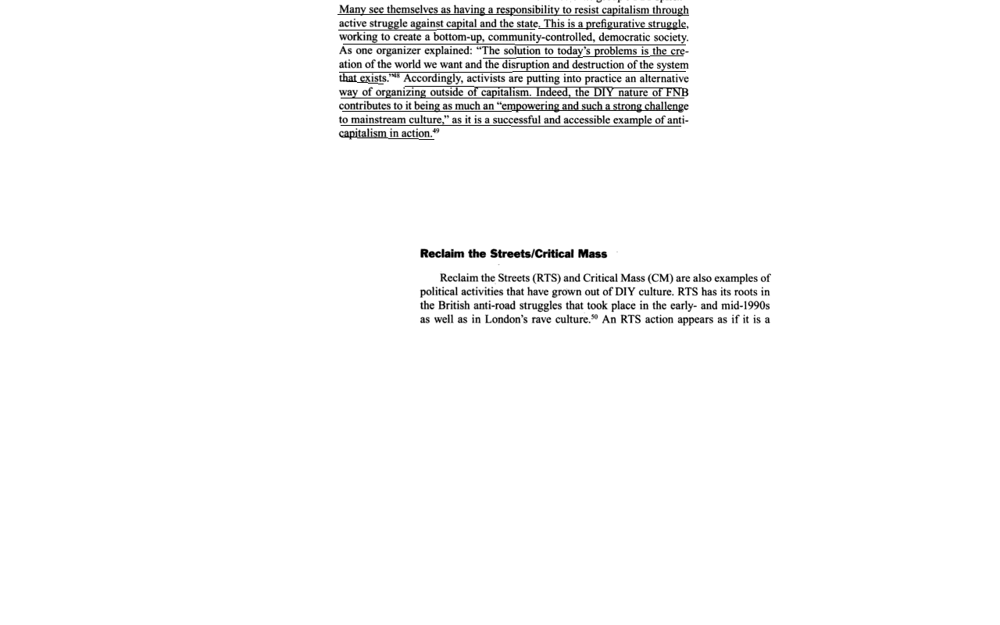 Many see themselves as having a responsibility to resist capitalism through
active struggle against capital and the state. This is a prefigurative struggle,
working to create a bottom-up, community-controlled, democratic society.
As one organizer explained: “The solution to today’s problems is the cre-
ation of the world we want and the disruption and destruction of the system
that exists.”48 Accordingly, activists are putting into practice an alternative
way of organizing outside of capitalism. Indeed, the DIY nature of FNB
contributes to it being as much an “empowering and such a strong challenge
to mainstream culture,” as it is a successful and accessible example of anti-
capitalism in action.49
Reclaim the Streets/Critical Mass
Reclaim the Streets (RTS) and Critical Mass (CM) are also examples of
political activities that have grown out of DIY culture. RTS has its roots in
the British anti-road struggles that took place in the early- and mid-1990s
as well as in London’s rave culture.50 An RTS action appears as if it is a